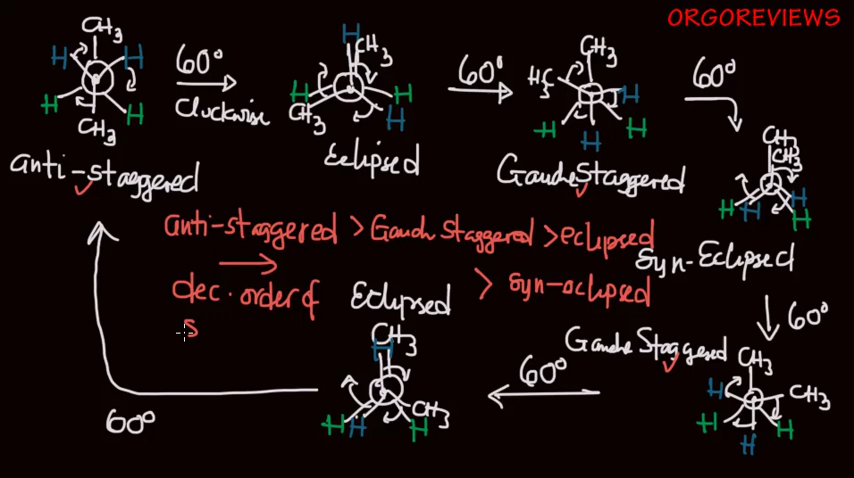 ORGOREVIEWS
CH3
H H
H H
CH3
anti-staggered
60°
Clockwise
H
CH3
H H
CH3 H
Eclipsed
60°
CH3
H3C H
H H H
Gauche Staggered
60°
CH3
CH3
H H H H
Syn-Eclipsed
60°
Gauche Staggered
CH3
H CH3
H H
H
60°
Eclipsed
CH3
H
CH3
H H H
60°
anti-staggered > Gauch Staggered > eclipsed
> syn-eclipsed
dec. order of
s